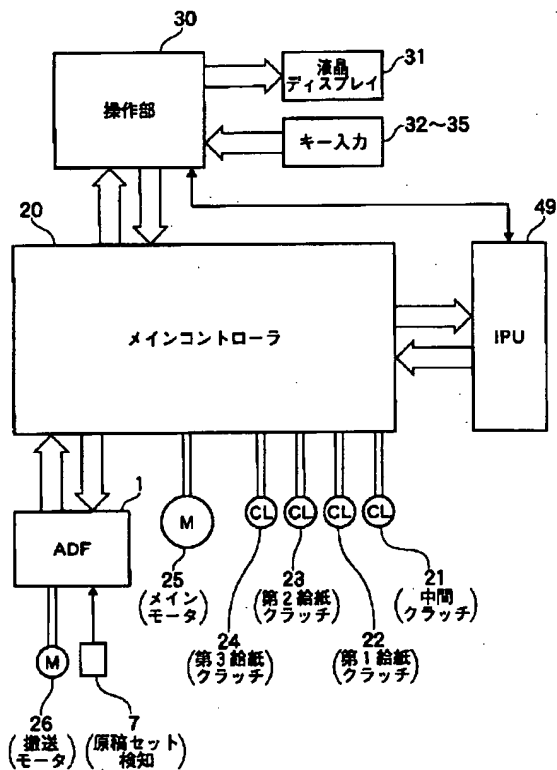 30
操作部
液晶
ディスプレイ
31
キー入力
32～35
20
メインコントローラ
49
IPU
1
ADF
M
25
(メイン
モータ)
CL
CL
CL
CL
24
(第3給紙
クラッチ)
23
(第2給紙
クラッチ)
22
(第1給紙
クラッチ)
21
(中間
クラッチ)
M
26
(搬送
モータ)
7
(原稿セット
検知)